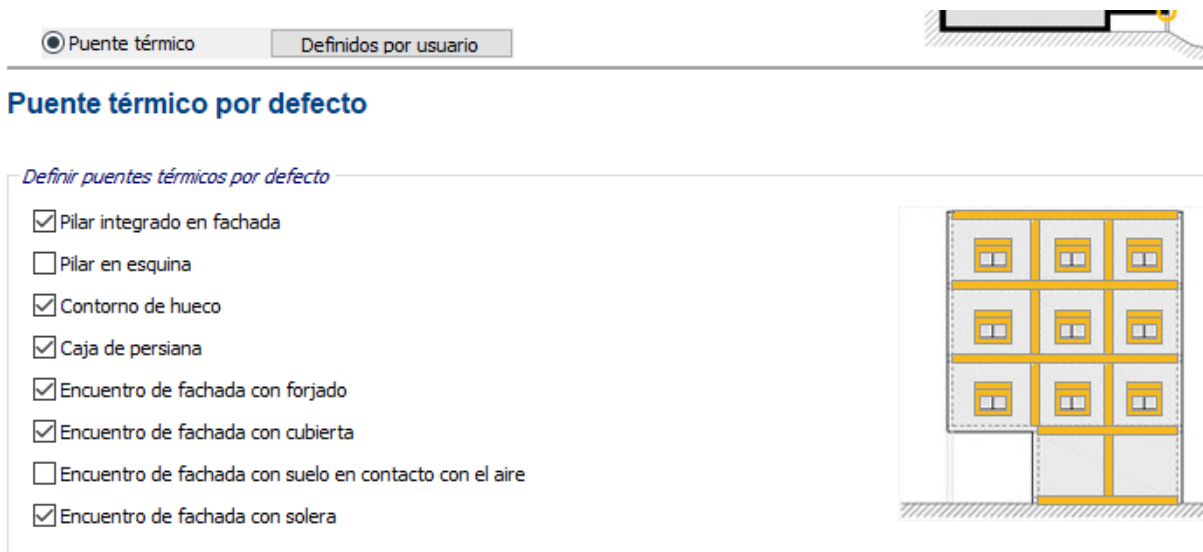 Puente térmico Definidos por usuario
Puente térmico por defecto
Definir puentes térmicos por defecto
Pilar integrado en fachada
Pilar en esquina
Contorno de hueco
Caja de persiana
Encuentro de fachada con forjado
Encuentro de fachada con cubierta
Encuentro de fachada con suelo en contacto con el aire
Encuentro de fachada con solera